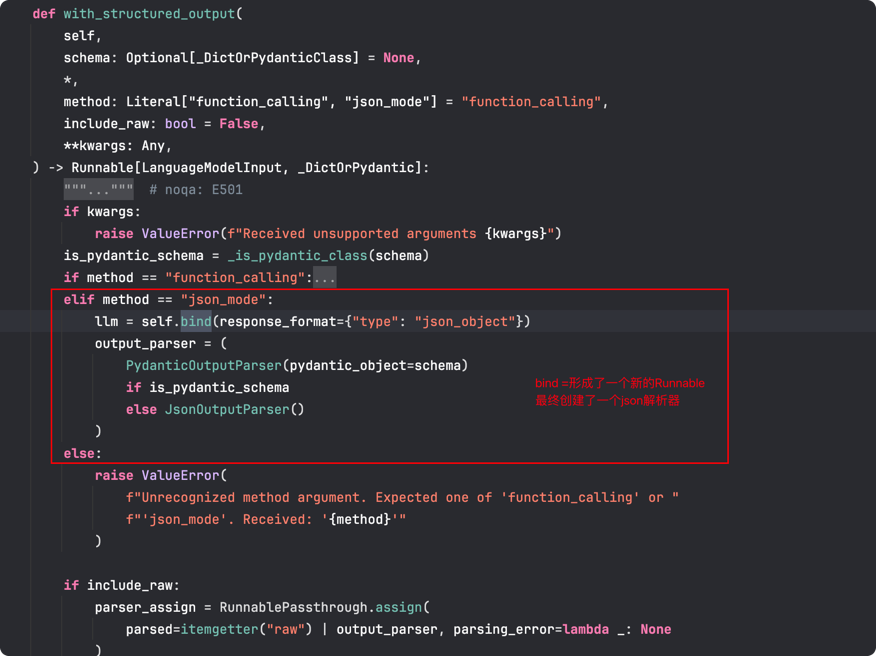 def with_structured_output(
    self,
    schema: Optional[_DictOrPydanticClass] = None,
    *,
    method: Literal["function_calling", "json_mode"] = "function_calling",
    include_raw: bool = False,
    **kwargs: Any,
) -> Runnable[LanguageModelInput, _DictOrPydantic]:
    """..."""  # noqa: E501
    if kwargs:
        raise ValueError(f"Received unsupported arguments {kwargs}")
    is_pydantic_schema = _is_pydantic_class(schema)
    if method == "function_calling":...
    elif method == "json_mode":
        llm = self.bind(response_format={"type": "json_object"})
        output_parser = (
            PydanticOutputParser(pydantic_object=schema)
            if is_pydantic_schema
            else JsonOutputParser()
        )
bind =形成了一个新的Runnable
最终创建了一个json解析器
    else:
        raise ValueError(
            f"Unrecognized method argument. Expected one of 'function_calling' or "
            f"'json_mode'. Received: '{method}'"
        )
    if include_raw:
        parser_assign = RunnablePassthrough.assign(
            parsed=itemgetter("raw") | output_parser, parsing_error=lambda _: None
        )